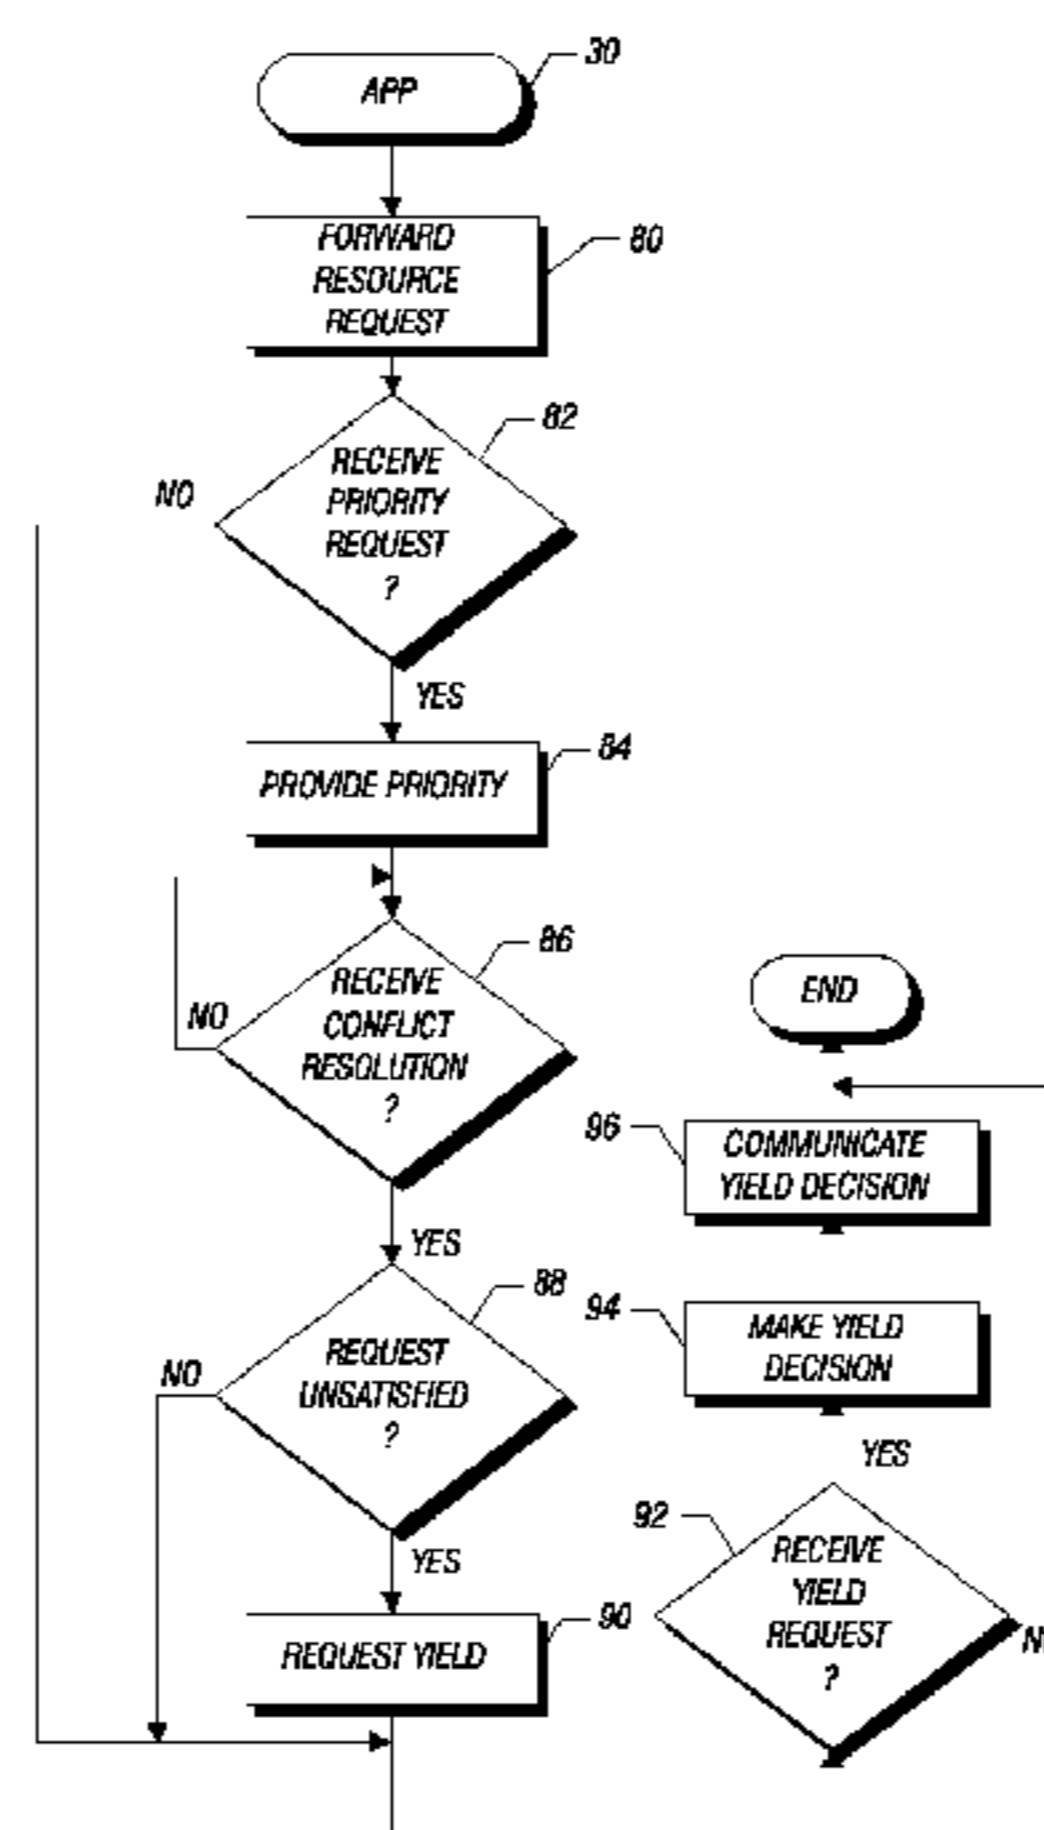 APP
30
FORWARD
RESOURCE
REQUEST
80
RECEIVE
PRIORITY
REQUEST
?
82
NO
YES
PROVIDE PRIORITY
84
RECEIVE
CONFLICT
RESOLUTION
?
86
NO
YES
REQUEST
UNSATISFIED
?
88
NO
YES
REQUEST YIELD
90
END
COMMUNICATE
YIELD DECISION
96
MAKE YIELD
DECISION
94
YES
RECEIVE
YIELD
REQUEST
?
92